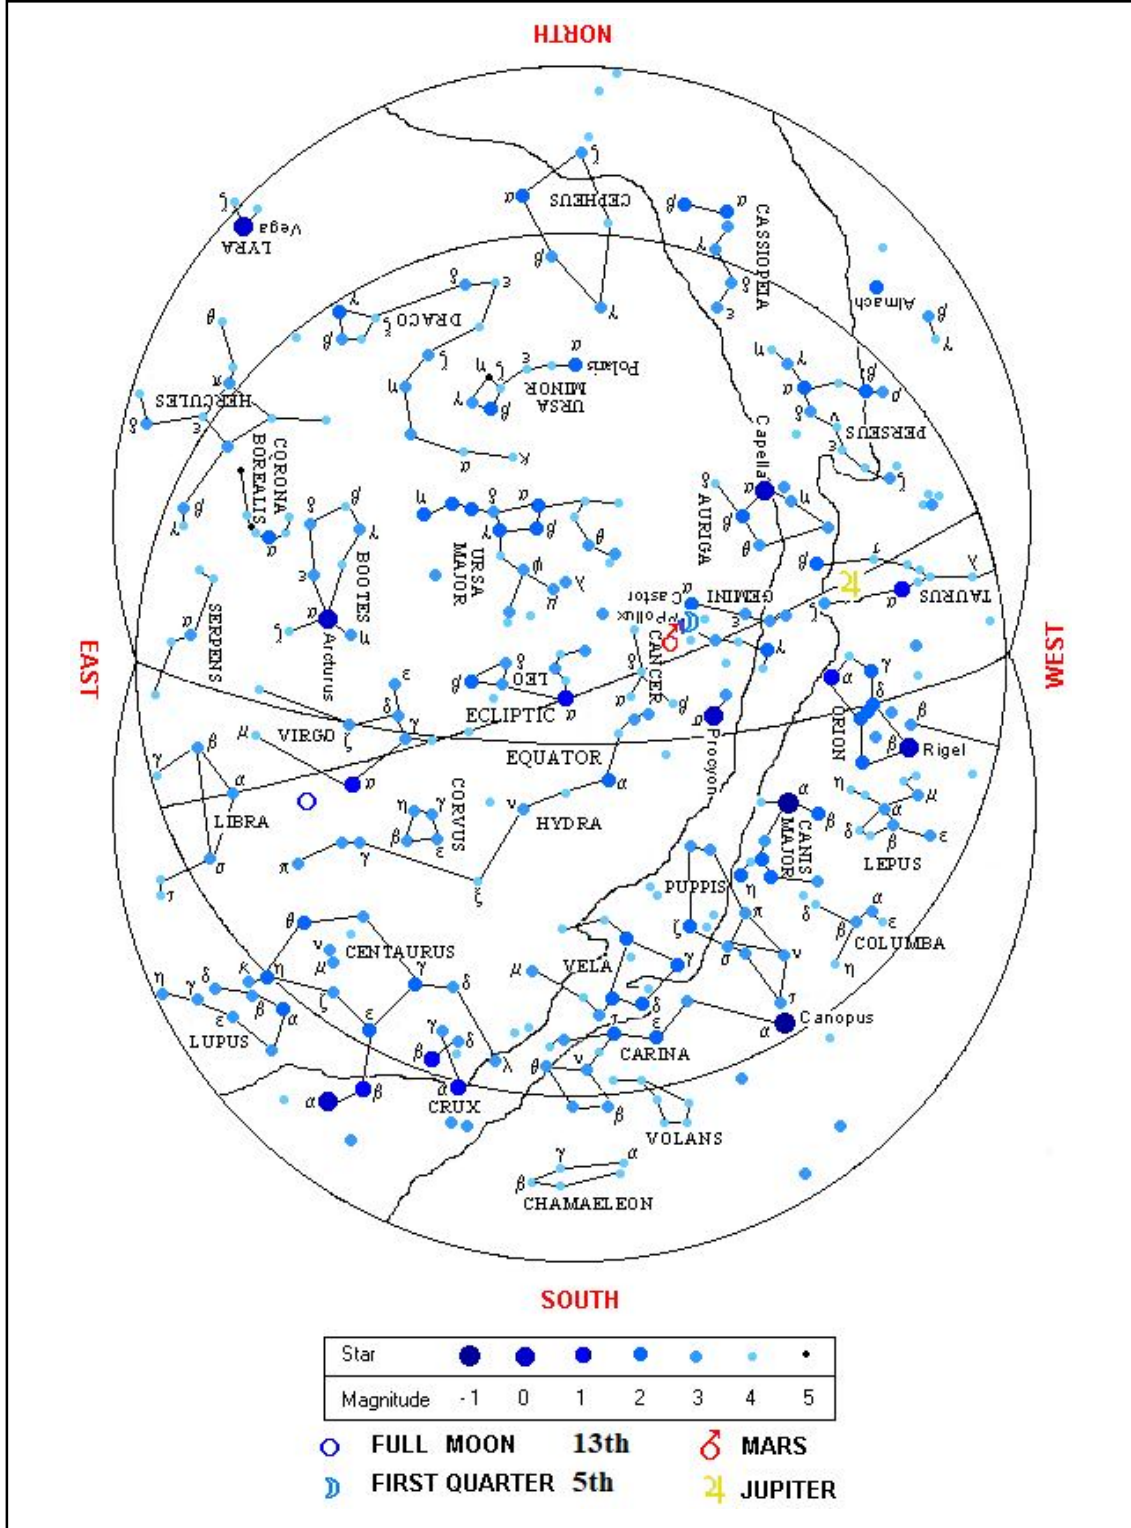 NORTH
ζ
α
CEPHEUS
β
α
CASSIOPEIA
ζ
Vega
LYRA
γ
β
δ
ε
δ
ε
γ
Almach
β
γ
θ
γ
β
ξ
DRACO
ζ
α
Polaris
η
ζ
ε
URSA
MINOR
γ
β
η
γ
α
β
ρ
δ
ν
PERSEUS
ε
ζ
π
HERCULES
δ
ε
η
κ
α
CORONA
BOREALIS
Capella
β
γ
α
δ
β
γ
BOOTES
η
δ
α
γ
β
URSA
MAJOR
θ
ψ
λ
μ
δ
AURIGA
α
η
β
θ
β
τ
λ
TAURUS
α
SERPENS
α
α
ζ
η
Arcturus
α
Castor
GEMINI
Pollux
ε
ζ
γ
EAST
WEST
CANCER
δ
α
β
δ
β
LEO
α
ECLIPTIC
ε
δ
γ
VIRGO
ζ
μ
α
EQUATOR
α
Procyon
α
γ
δ
ORION
β
β
Rigel
γ
β
α
LIBRA
σ
τ
η
γ
CORVUS
β
ε
ν
HYDRA
α
π
γ
ξ
α
β
CANIS
MAJOR
η
η
μ
α
δ
β
ε
LEPUS
PUPPIS
ζ
π
σ
ν
τ
δ
α
β
ε
COLUMBA
η
θ
CENTAURUS
ν
μ
κ
η
ζ
γ
δ
ε
μ
VELA
γ
δ
η
γ
δ
β
α
ε
LUPUS
γ
β
δ
α
CRUX
λ
τ
ε
CARINA
α
Canopus
α
β
θ
ν
β
VOLANS
γ
α
β
CHAMAELEON
SOUTH
Star
Magnitude -1 0 1 2 3 4 5
FULL MOON 13th
MARS
FIRST QUARTER 5th
JUPITER